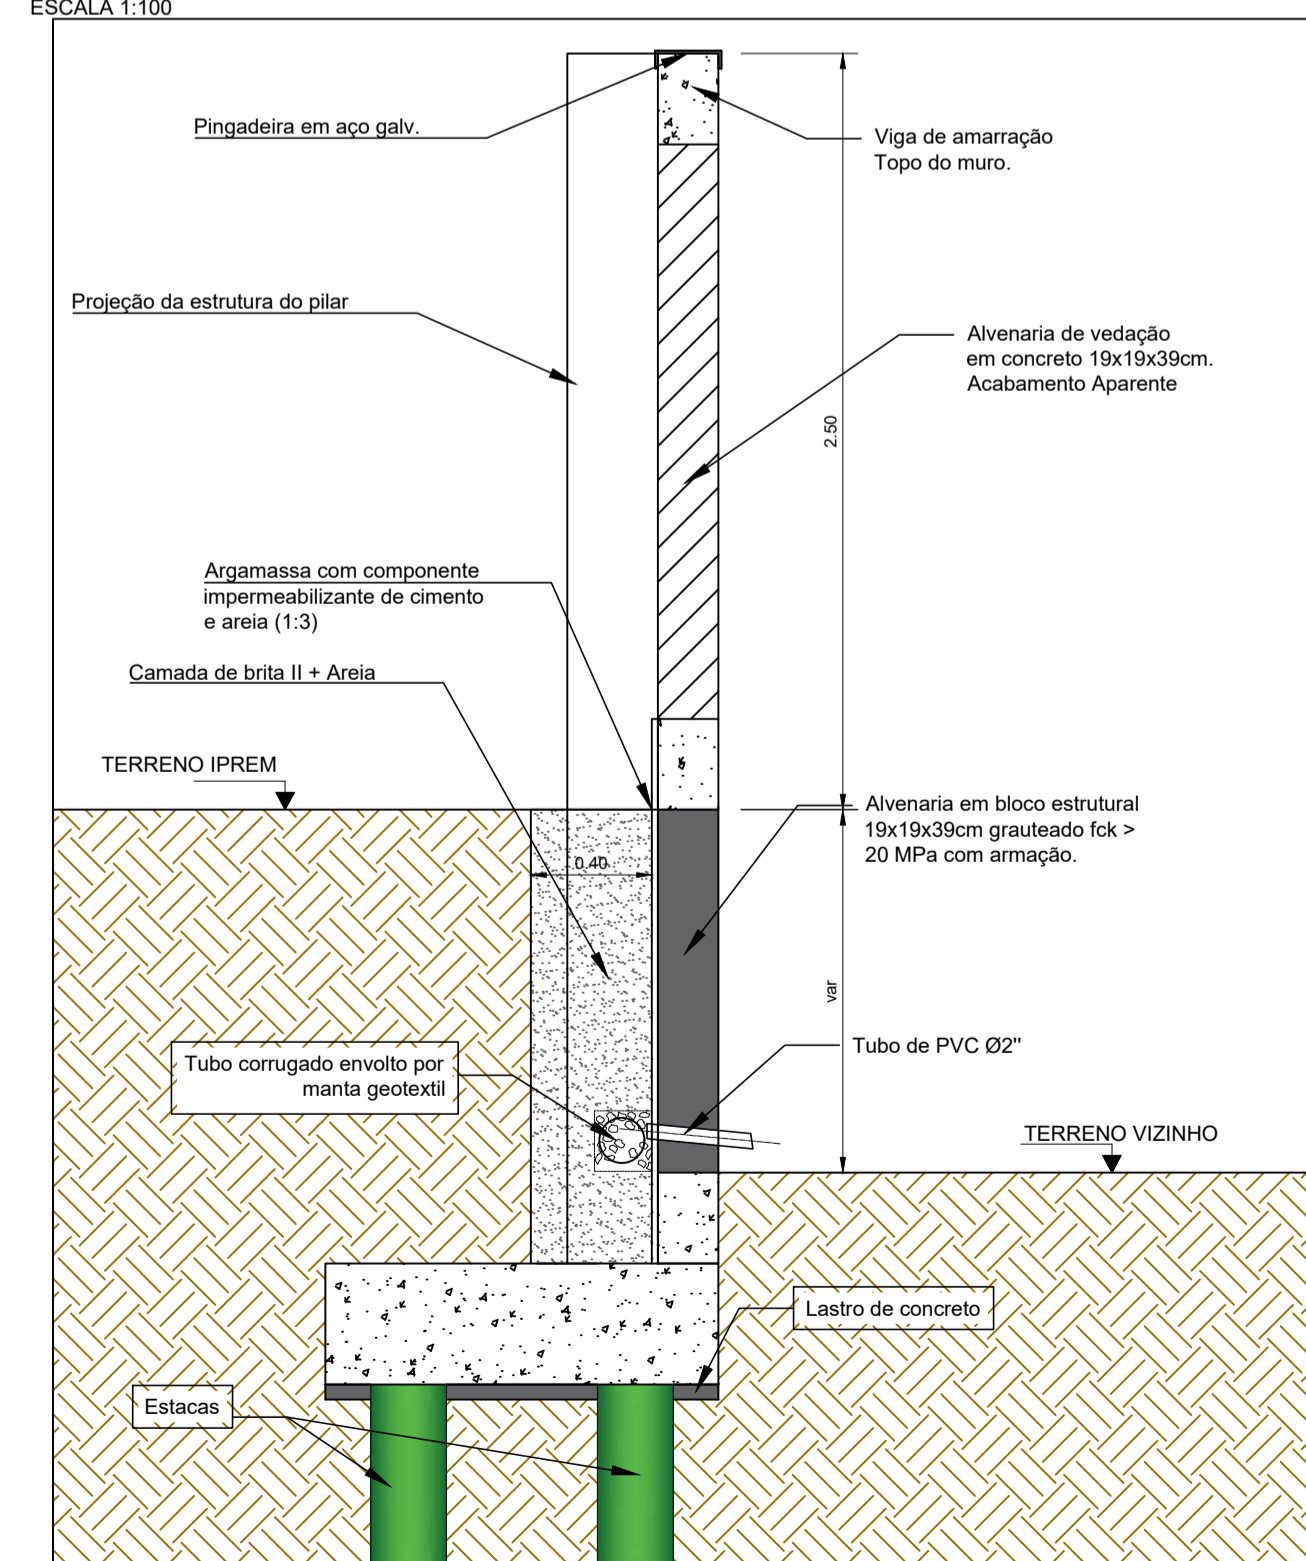 ESCALA 1:100
Pingadeira em aço galv.
Viga de amarração
Topo do muro.
Projeção da estrutura do pilar
Alvenaria de vedação
em concreto 19x19x39cm.
Acabamento Aparente
2.50
Argamassa com componente
impermeabilizante de cimento
e areia (1:3)
Camada de brita II + Areia
TERRENO IPREM
Alvenaria em bloco estrutural
19x19x39cm grauteado fck >
20 MPa com armação.
0.40
var
Tubo corrugado envolto por
manta geotextil
Tubo de PVC Ø2"
TERRENO VIZINHO
Lastro de concreto
Estacas